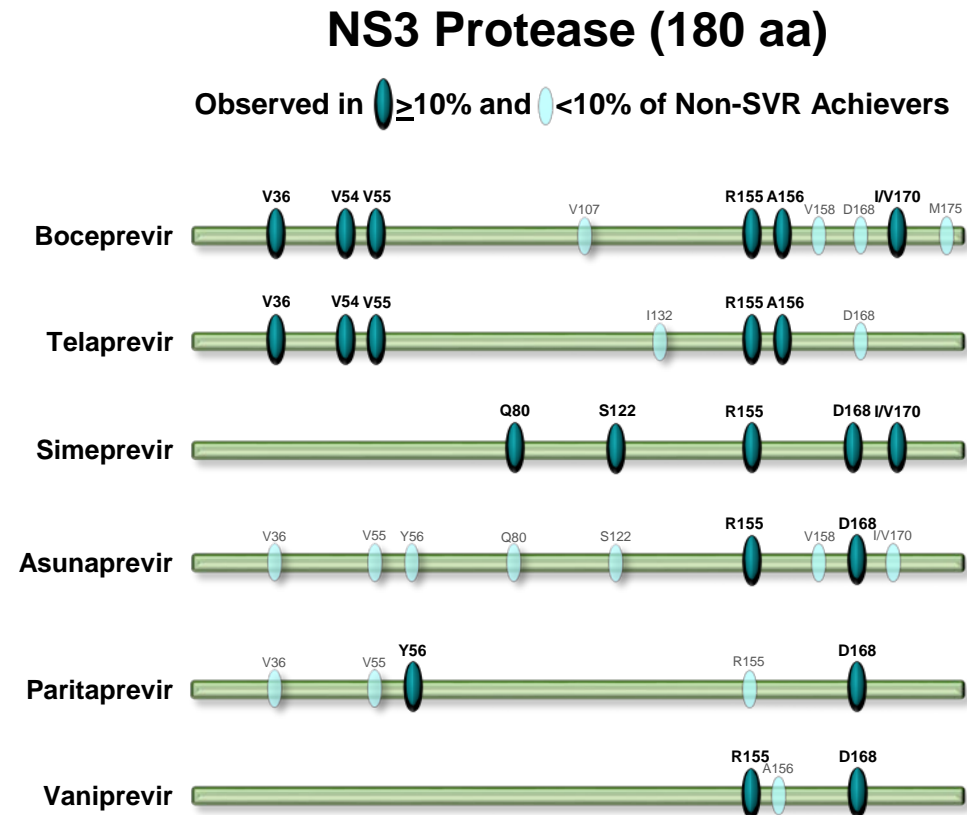 NS3 Protease (180 aa)
Observed in ≥10% and <10% of Non-SVR Achievers
V36 V54 V55 V107 R155 A156 V158 D168 I/V170 M175
Boceprevir
V36 V54 V55 I132 R155 A156 D168
Telaprevir
Q80 S122 R155 D168 I/V170
Simeprevir
V36 V55 Y56 Q80 S122 R155 V158 D168 I/V170
Asunaprevir
V36 V55 Y56 R155 D168
Paritaprevir
R155 A156 D168
Vaniprevir